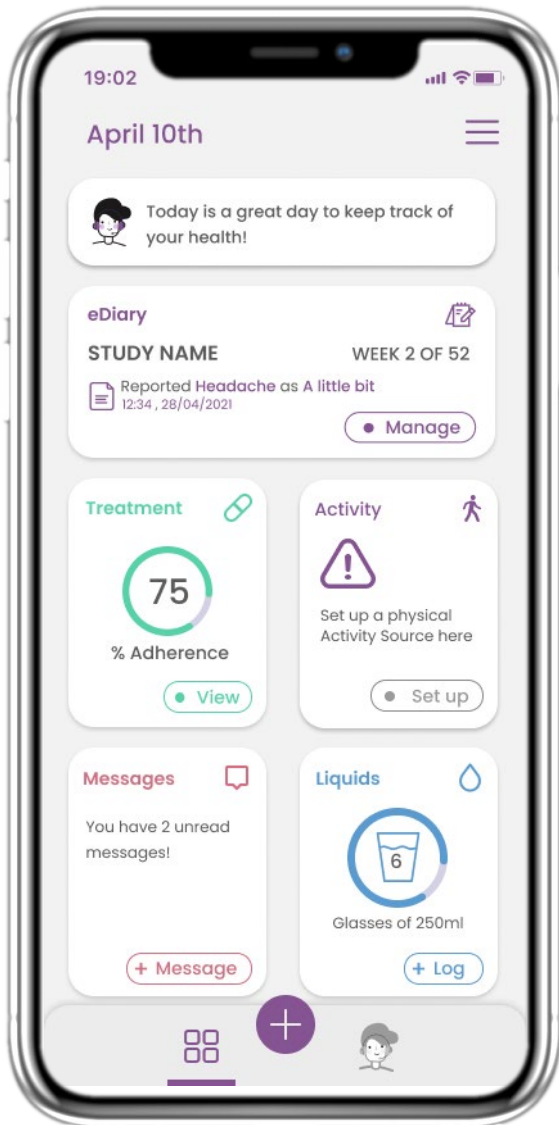 19:02
April 10th
Today is a great day to keep track of
your health!
eDiary
STUDY NAME
WEEK 2 OF 52
Reported Headache as A little bit
12:34 , 28/04/2021
Manage
Treatment
75
% Adherence
View
Activity
Set up a physical
Activity Source here
Set up
Messages
You have 2 unread
messages!
+ Message
Liquids
6
Glasses of 250ml
+ Log